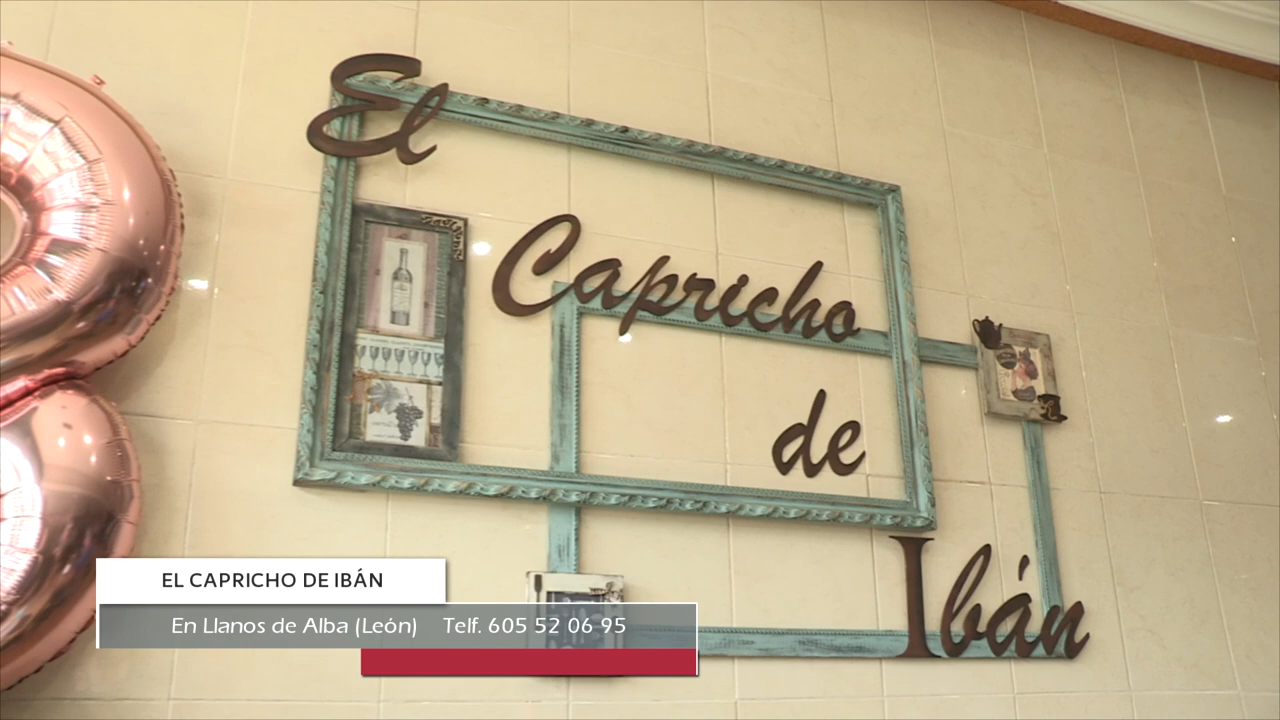 El
Capricho
de
Ibán
EL CAPRICHO DE IBÁN
En Llanos de Alba (León) Telf. 605 52 06 95